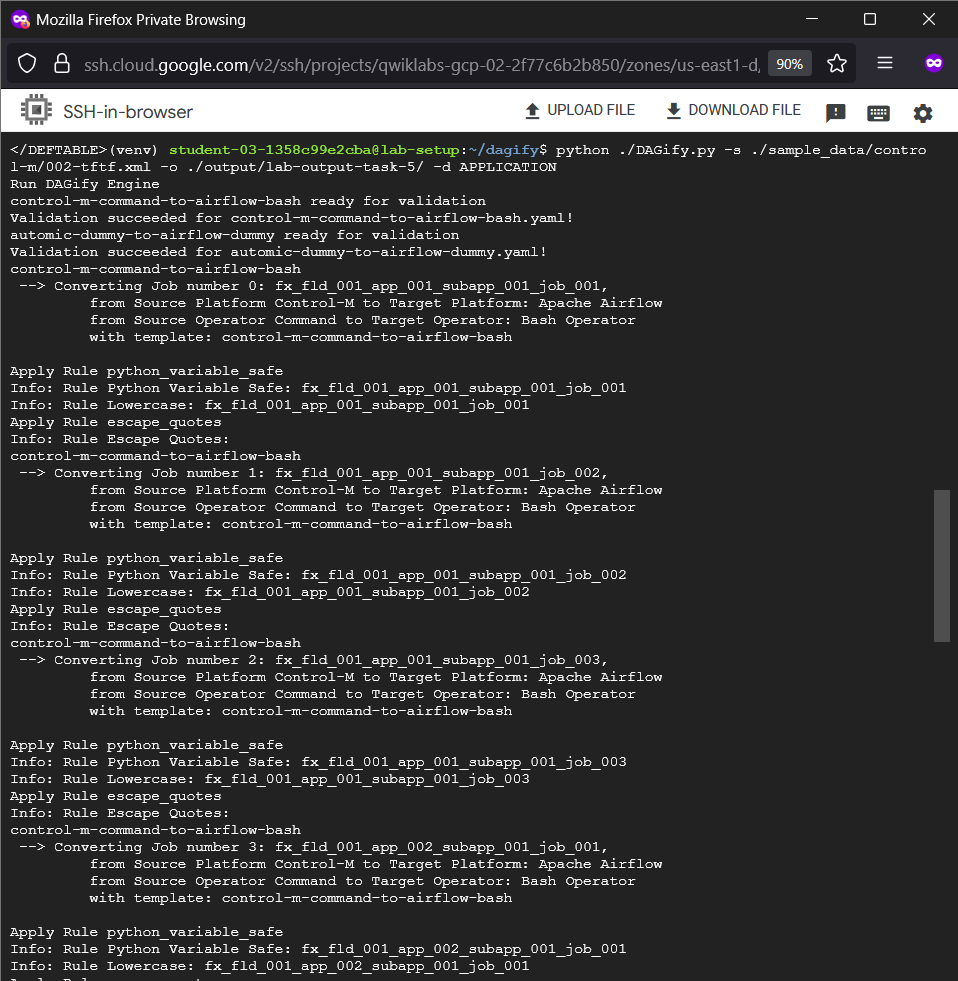 Mozilla Firefox Private Browsing
ssh.cloud.google.com/v2/ssh/projects/qwiklabs-gcp-02-2f77c6b2b850/zones/us-east1-d, 90%
SSH-in-browser UPLOAD FILE DOWNLOAD FILE
</DEFTABLE>(venv) student-03-1358c99e2cba@lab-setup:~/dagify$ python ./DAGify.py -s ./sample_data/contro
l-m/002-tftf.xml -o ./output/lab-output-task-5/ -d APPLICATION
Run DAGify Engine
control-m-command-to-airflow-bash ready for validation
Validation succeeded for control-m-command-to-airflow-bash.yaml!
automic-dummy-to-airflow-dummy ready for validation
Validation succeeded for automic-dummy-to-airflow-dummy.yaml!
control-m-command-to-airflow-bash
--> Converting Job number 0: fx_fld_001_app_001_subapp_001_job_001,
from Source Platform Control-M to Target Platform: Apache Airflow
from Source Operator Command to Target Operator: Bash Operator
with template: control-m-command-to-airflow-bash
Apply Rule python_variable_safe
Info: Rule Python Variable Safe: fx_fld_001_app_001_subapp_001_job_001
Info: Rule Lowercase: fx_fld_001_app_001_subapp_001_job_001
Apply Rule escape_quotes
Info: Rule Escape Quotes:
control-m-command-to-airflow-bash
--> Converting Job number 1: fx_fld_001_app_001_subapp_001_job_002,
from Source Platform Control-M to Target Platform: Apache Airflow
from Source Operator Command to Target Operator: Bash Operator
with template: control-m-command-to-airflow-bash
Apply Rule python_variable_safe
Info: Rule Python Variable Safe: fx_fld_001_app_001_subapp_001_job_002
Info: Rule Lowercase: fx_fld_001_app_001_subapp_001_job_002
Apply Rule escape_quotes
Info: Rule Escape Quotes:
control-m-command-to-airflow-bash
--> Converting Job number 2: fx_fld_001_app_001_subapp_001_job_003,
from Source Platform Control-M to Target Platform: Apache Airflow
from Source Operator Command to Target Operator: Bash Operator
with template: control-m-command-to-airflow-bash
Apply Rule python_variable_safe
Info: Rule Python Variable Safe: fx_fld_001_app_001_subapp_001_job_003
Info: Rule Lowercase: fx_fld_001_app_001_subapp_001_job_003
Apply Rule escape_quotes
Info: Rule Escape Quotes:
control-m-command-to-airflow-bash
--> Converting Job number 3: fx_fld_001_app_002_subapp_001_job_001,
from Source Platform Control-M to Target Platform: Apache Airflow
from Source Operator Command to Target Operator: Bash Operator
with template: control-m-command-to-airflow-bash
Apply Rule python_variable_safe
Info: Rule Python Variable Safe: fx_fld_001_app_002_subapp_001_job_001
Info: Rule Lowercase: fx_fld_001_app_002_subapp_001_job_001